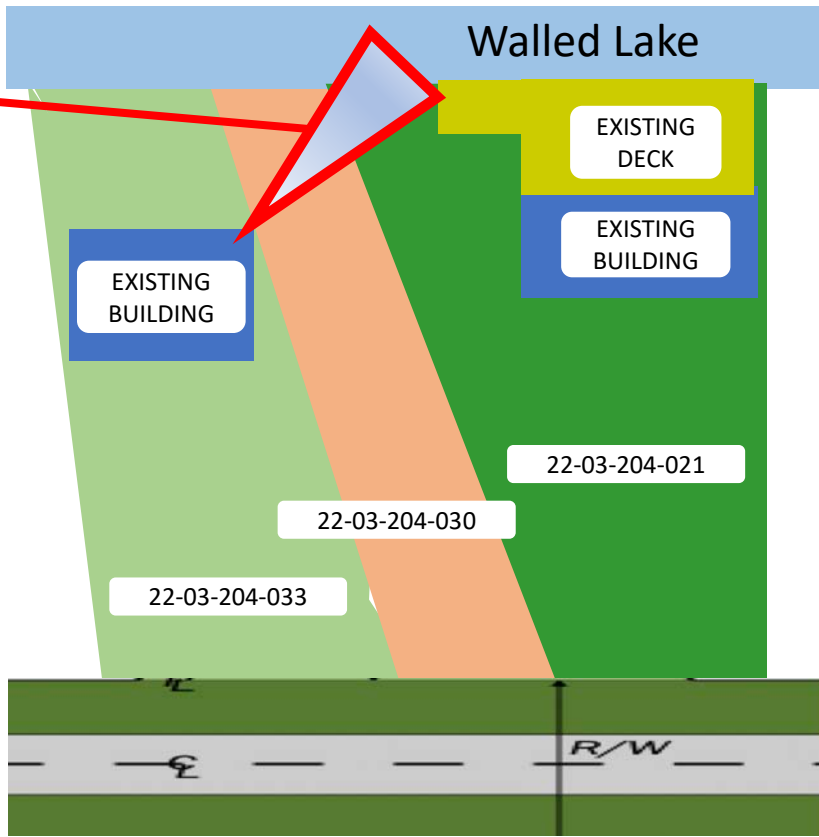 Walled Lake
EXISTING
DECK
EXISTING
BUILDING
EXISTING
BUILDING
22-03-204-021
22-03-204-030
22-03-204-033
R/W
℄